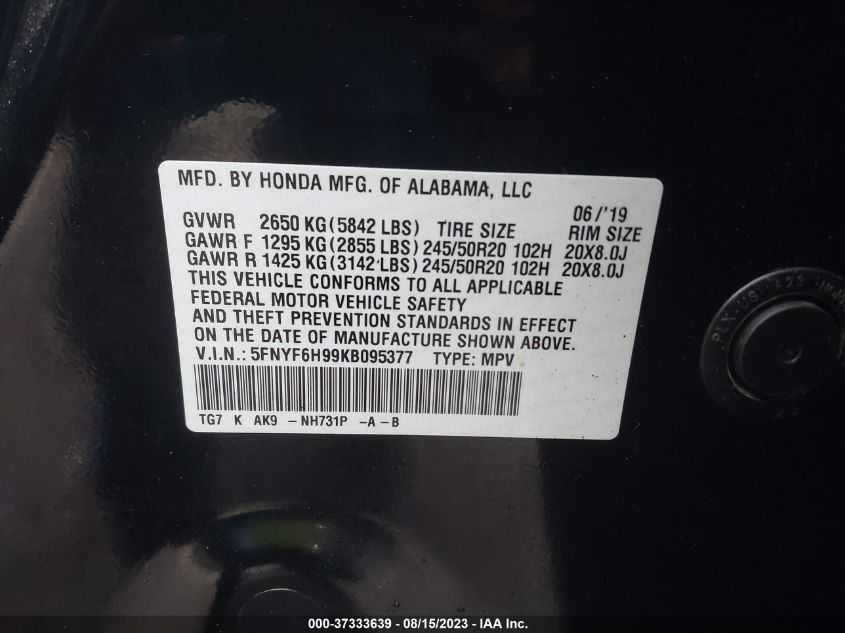 MFD. BY HONDA MFG. OF ALABAMA, LLC
06/'19
GVWR 2650 KG(5842 LBS) TIRE SIZE RIM SIZE
GAWR F 1295 KG(2855 LBS)245/50R20 102H 20X8.0J
GAWR R 1425 KG(3142 LBS)245/50R20 102H 20X8.0J
THIS VEHICLE CONFORMS TO ALL APPLICABLE
FEDERAL MOTOR VEHICLE SAFETY
AND THEFT PREVENTION STANDARDS IN EFFECT
ON THE DATE OF MANUFACTURE SHOWN ABOVE.
V.I.N.: 5FNYF6H99KB095377 TYPE: MPV
TG7 K AK9 -NH731P -A-B
000-37333639 - 08/15/2023 - IAA Inc.